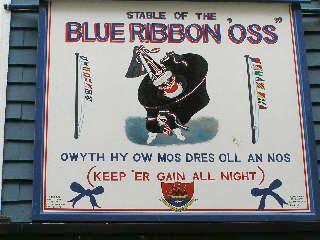 STABLE OF THE
BLUE RIBBON 'OSS"
OWYTH HY OW MOS DRES OLL AN NOS
(KEEP 'ER GAIN ALL NIGHT)